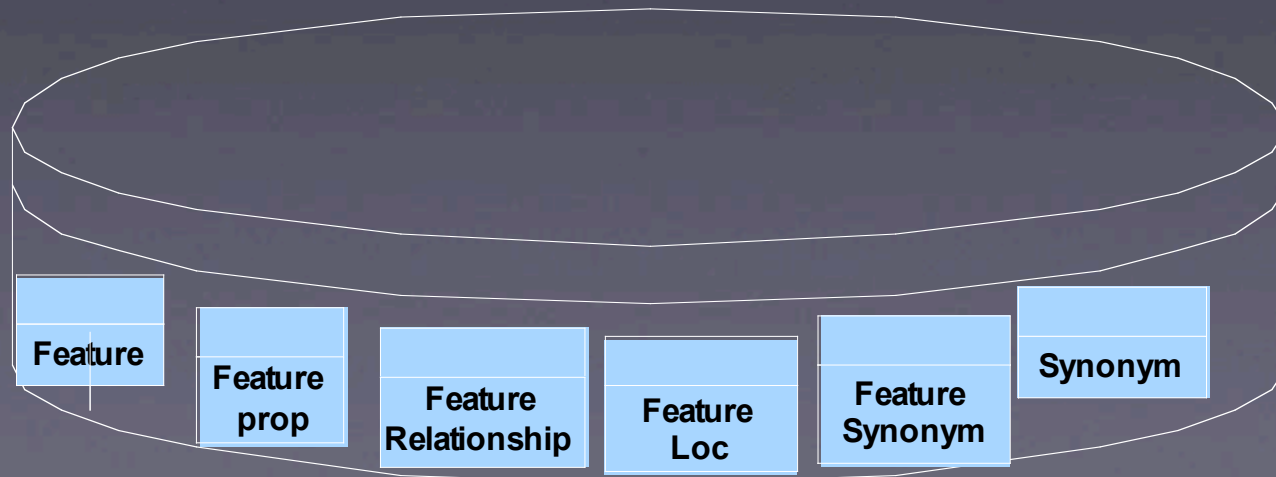 Feature
Feature
prop
Feature
Relationship
Feature
Loc
Feature
Synonym
Synonym